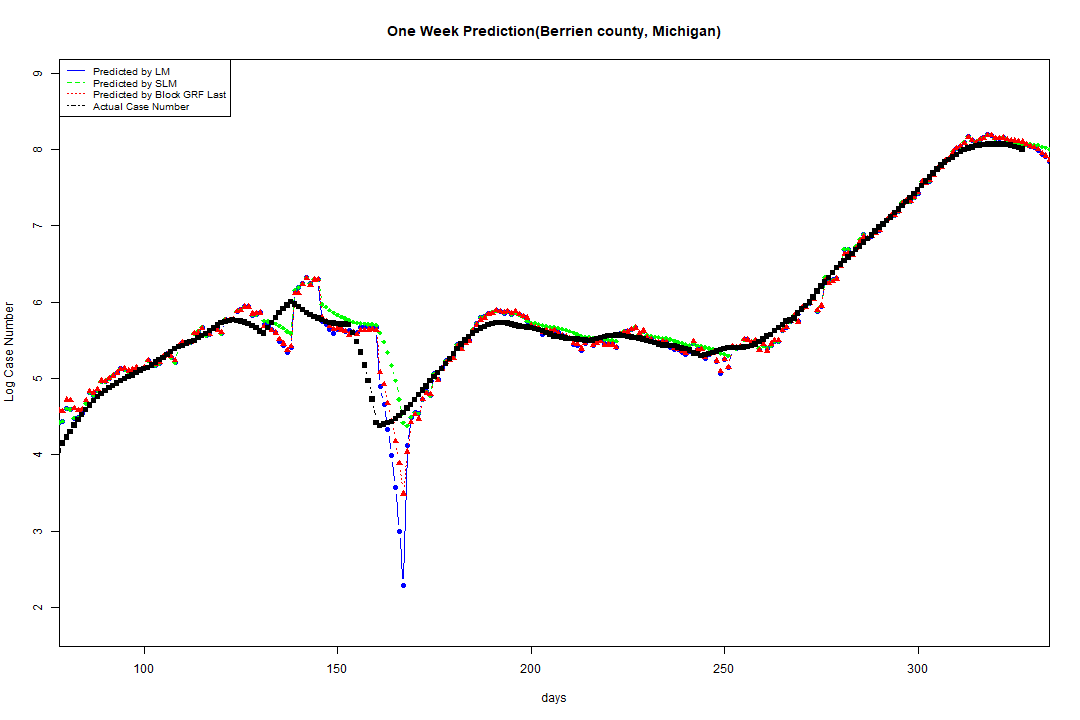 One Week Prediction(Berrien county, Michigan)
Predicted by LM
Predicted by SLM
Predicted by Block GRF Last
Actual Case Number
9
8
7
6
5
4
3
2
Log Case Number
100 150 200 250 300
days